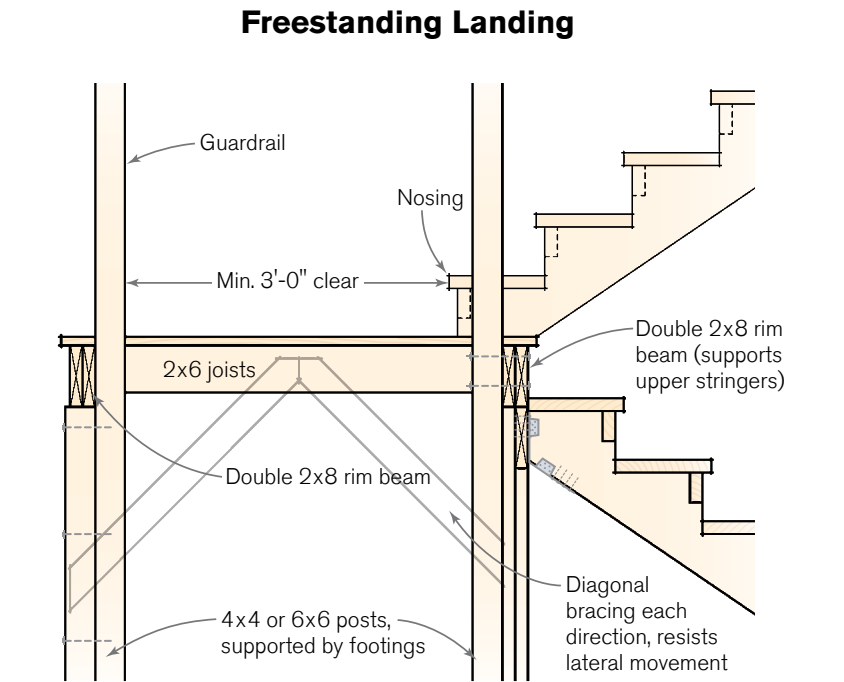 Freestanding Landing
Guardrail
Nosing
Min. 3'-0" clear
Double 2x8 rim
beam (supports
upper stringers)
2x6 joists
Double 2x8 rim beam
Diagonal
bracing each
direction, resists
lateral movement
4x4 or 6x6 posts,
supported by footings